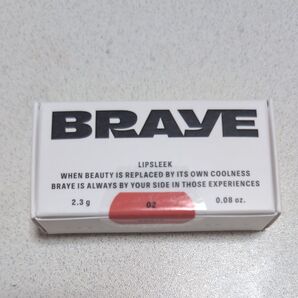 BRAYE
LIPSLEEK
WHEN BEAUTY IS REPLACED BY ITS OWN COOLNESS
BRAYE IS ALWAYS BY YOUR SIDE IN THOSE EXPERIENCES
2.3 g 02 0.08 oz.